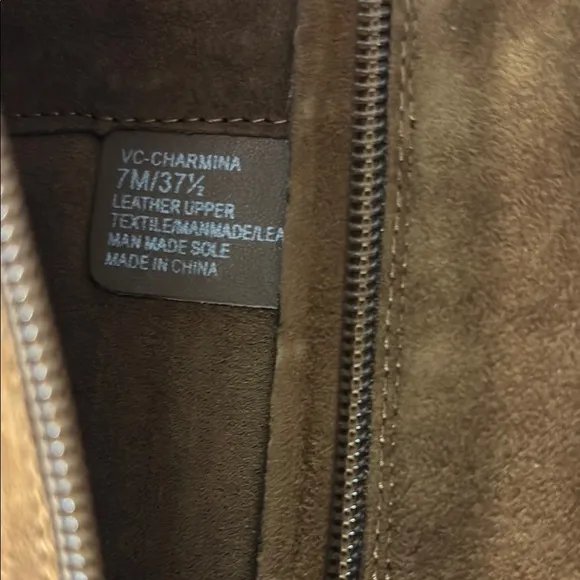 VC-CHARMINA
7M/37½
LEATHER UPPER
TEXTILE/MANMADE/LEA
MAN MADE SOLE
MADE IN CHINA